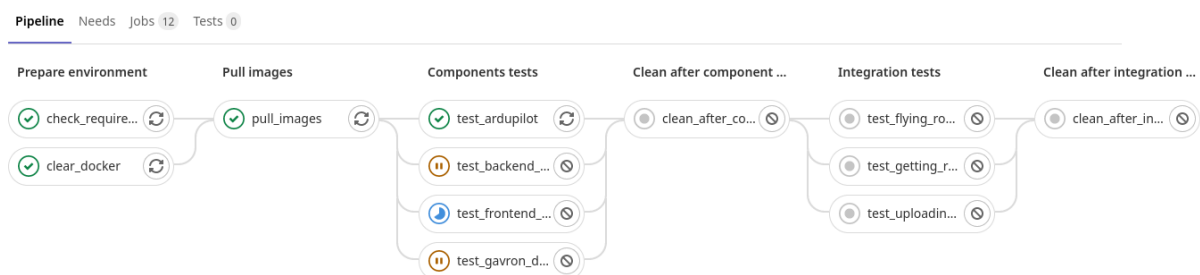 Pipeline Needs Jobs 12 Tests 0
Prepare environment Pull images Components tests Clean after component ... Integration tests Clean after integration ...
check_require... pull_images test_ardupilot clean_after_co... test_flying_ro... clean_after_in...
clear_docker test_backend_... test_getting_r...
test_frontend_... test_uploadin...
test_gavron_d...